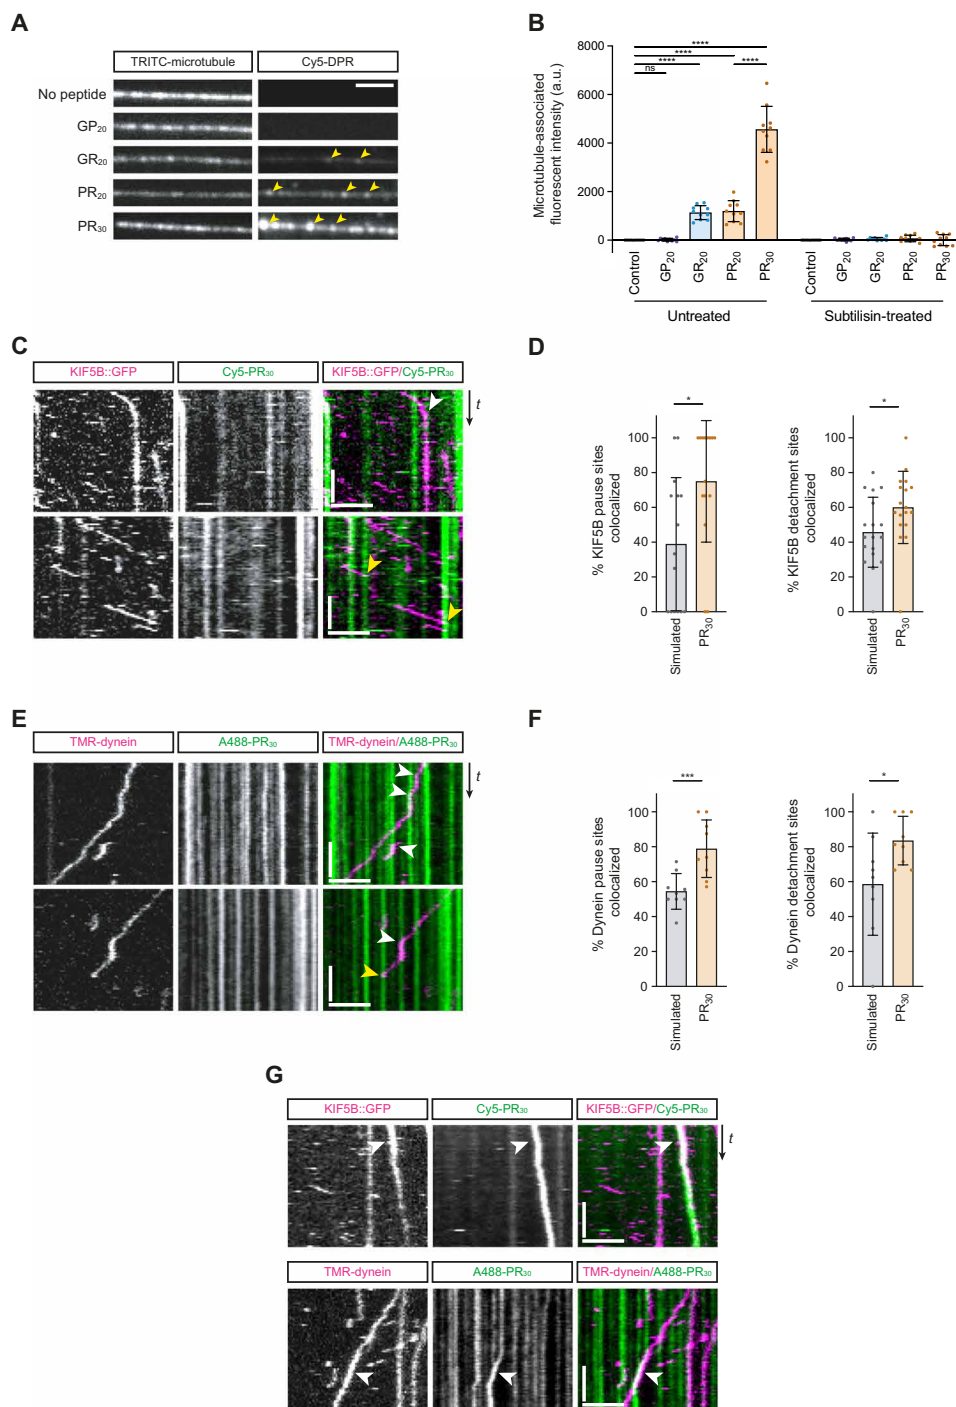 A
TRITC-microtubule
Cy5-DPR
No peptide
GP20
GR20
PR20
PR30
B
Microtubule-associated
fluorescent intensity (a.u.)
8000
6000
4000
2000
0
****
****
****
****
ns
Control
GP20
GR20
PR20
PR30
Control
GP20
GR20
PR20
PR30
Untreated
Subtilisin-treated
C
KIF5B::GFP
Cy5-PR30
KIF5B::GFP/Cy5-PR30
t
D
% KIF5B pause sites
colocalized
100
80
60
40
20
0
*
Simulated
PR30
% KIF5B detachment sites
colocalized
100
80
60
40
20
0
*
Simulated
PR30
E
TMR-dynein
A488-PR30
TMR-dynein/A488-PR30
t
F
% Dynein pause sites
colocalized
100
80
60
40
20
0
***
Simulated
PR30
% Dynein detachment sites
colocalized
100
80
60
40
20
0
*
Simulated
PR30
G
KIF5B::GFP
Cy5-PR30
KIF5B::GFP/Cy5-PR30
t
TMR-dynein
A488-PR30
TMR-dynein/A488-PR30